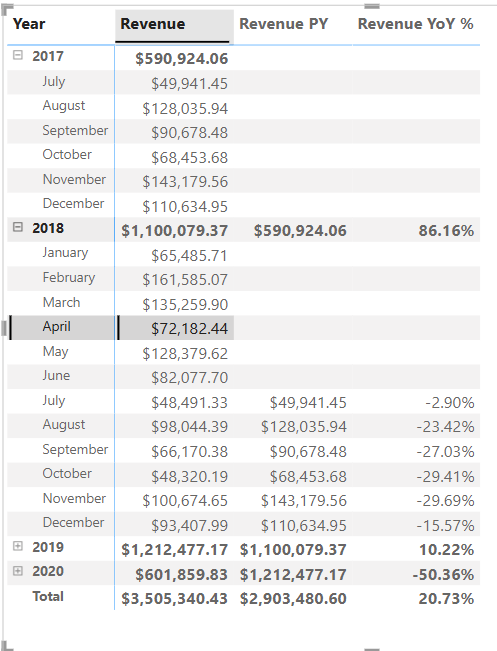 Year Revenue Revenue PY Revenue YoY %
2017 $590,924.06
July $49,941.45
August $128,035.94
September $90,678.48
October $68,453.68
November $143,179.56
December $110,634.95
2018 $1,100,079.37 $590,924.06 86.16%
January $65,485.71
February $161,585.07
March $135,259.90
April $72,182.44
May $128,379.62
June $82,077.70
July $48,491.33 $49,941.45 -2.90%
August $98,044.39 $128,035.94 -23.42%
September $66,170.38 $90,678.48 -27.03%
October $48,320.19 $68,453.68 -29.41%
November $100,674.65 $143,179.56 -29.69%
December $93,407.99 $110,634.95 -15.57%
2019 $1,212,477.17 $1,100,079.37 10.22%
2020 $601,859.83 $1,212,477.17 -50.36%
Total $3,505,340.43 $2,903,480.60 20.73%